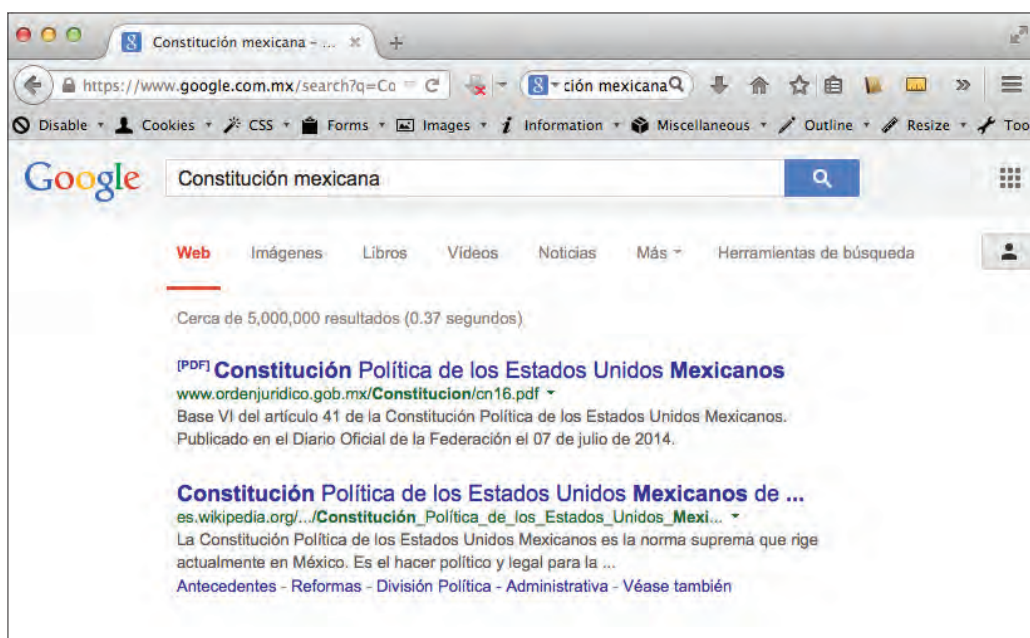 Constitución mexicana – ...
https://www.google.com.mx/search?q=Co
8 ción mexicana
Disable Cookies CSS Forms Images Information Miscellaneous Outline Resize Too
Google Constitución mexicana
Web Imágenes Libros Vídeos Noticias Más Herramientas de búsqueda
Cerca de 5,000,000 resultados (0.37 segundos)
[PDF] Constitución Política de los Estados Unidos Mexicanos
www.ordenjuridico.gob.mx/Constitucion/cn16.pdf
Base VI del artículo 41 de la Constitución Política de los Estados Unidos Mexicanos.
Publicado en el Diario Oficial de la Federación el 07 de julio de 2014.
Constitución Política de los Estados Unidos Mexicanos de ...
es.wikipedia.org/.../Constitución_Política_de_los_Estados_Unidos_Mexi...
La Constitución Política de los Estados Unidos Mexicanos es la norma suprema que rige
actualmente en México. Es el hacer político y legal para la ...
Antecedentes - Reformas - División Política - Administrativa - Véase también